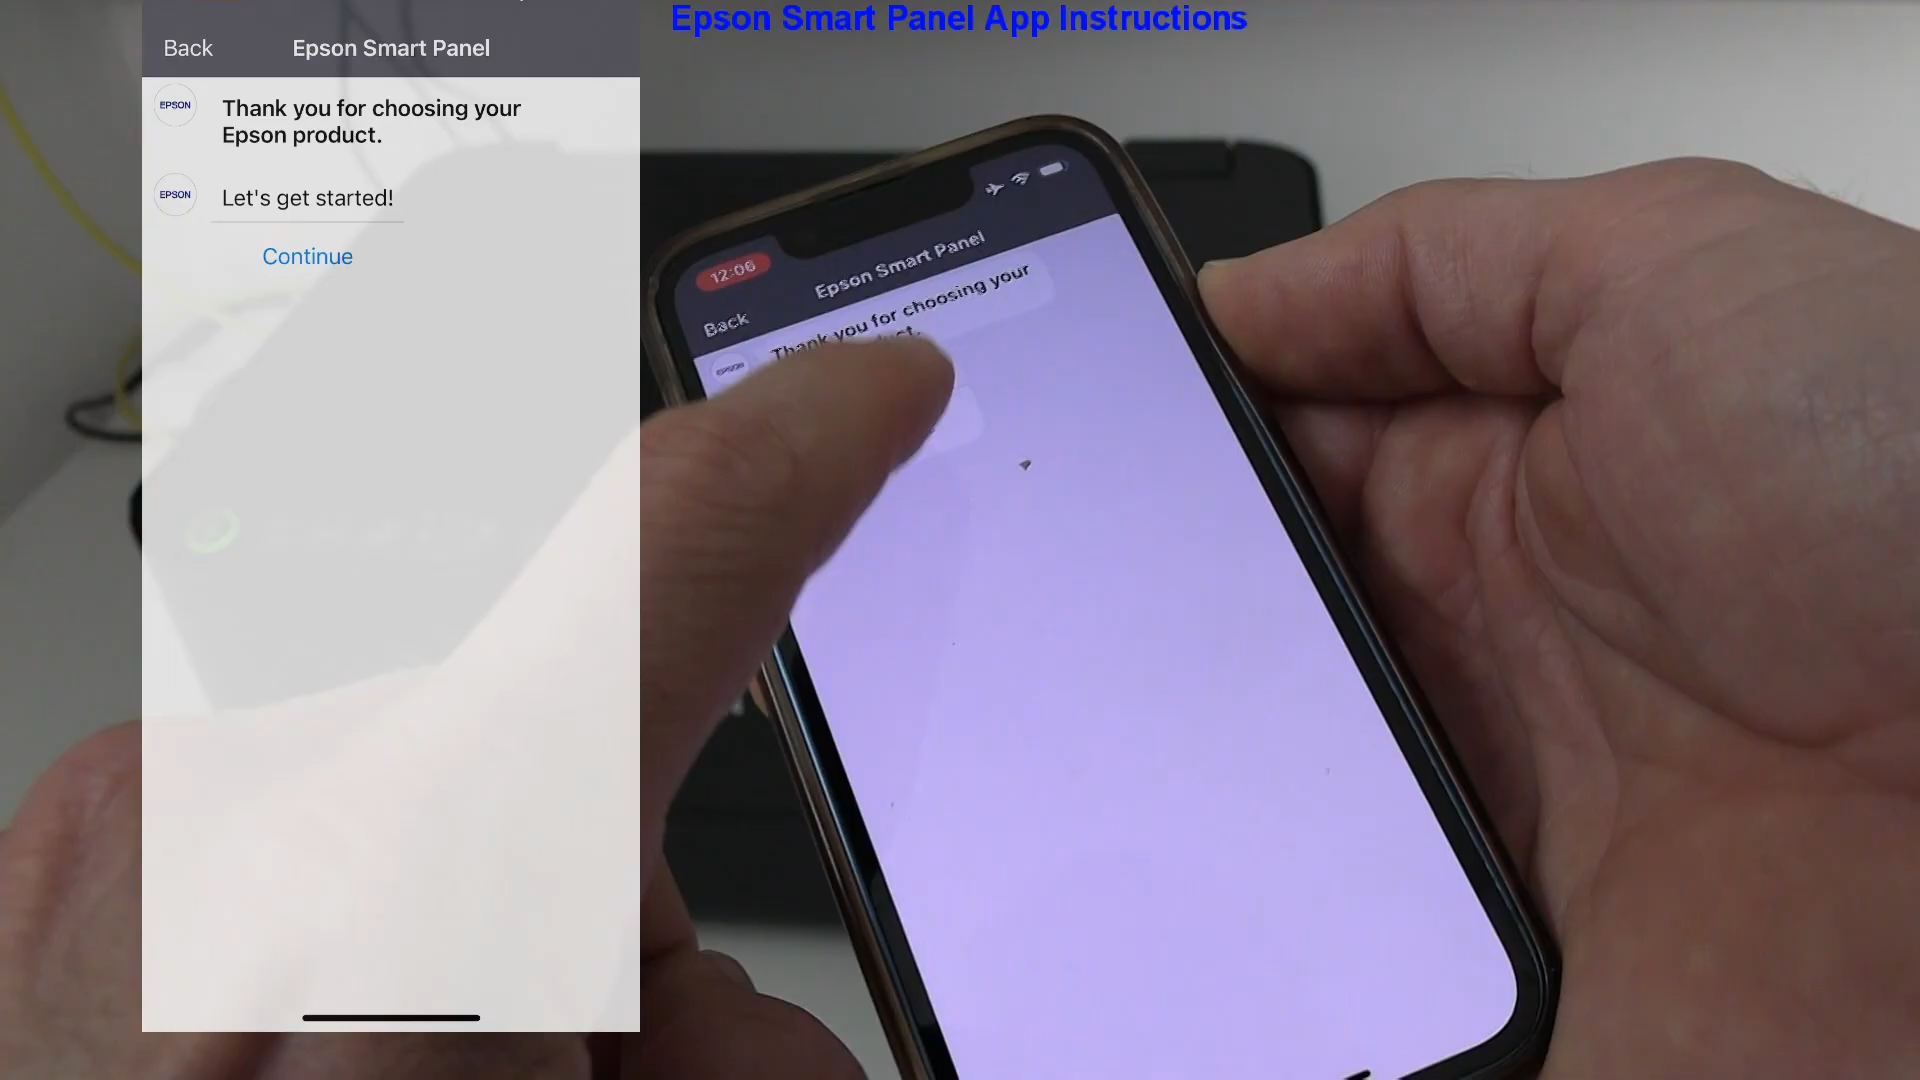 Epson Smart Panel App Instructions
Back
Epson Smart Panel
EPSON
Thank you for choosing your
Epson product.
EPSON
Let's get started!
Continue
12:06
Epson Smart Panel
Back
EPSON
Thank you for choosing your